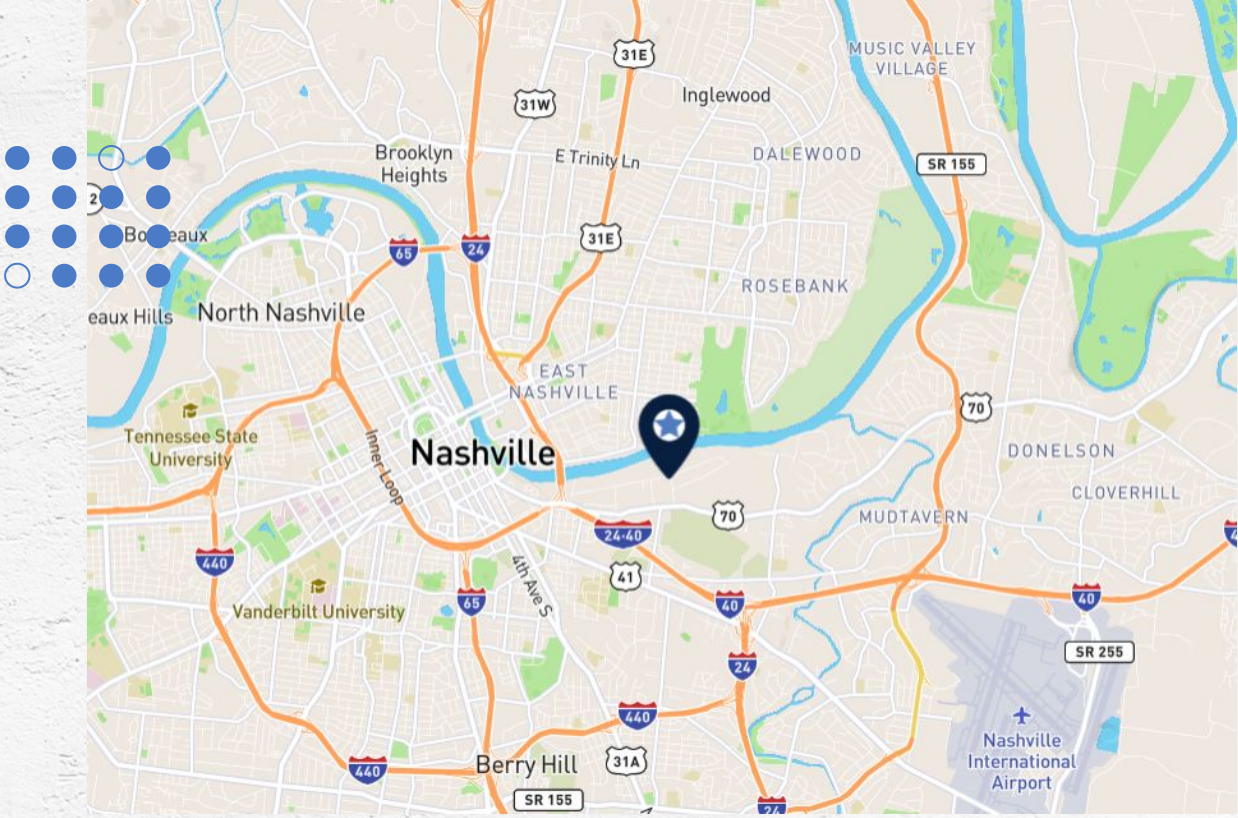 31E
MUSIC VALLEY
VILLAGE
31W
Inglewood
Brooklyn
Heights
E Trinity Ln
DALEWOOD
SR 155
2
31E
65
24
ROSEBANK
eaux Hills
North Nashville
EAST
NASHVILLE
70
Tennessee State
University
Inner Loop
Nashville
DONELSON
CLOVERHILL
70
MUDTAVERN
24-40
440
41
4th Ave S
65
40
40
Vanderbilt University
24
SR 255
440
31A
Nashville
International
Airport
440
Berry Hill
SR 155
24